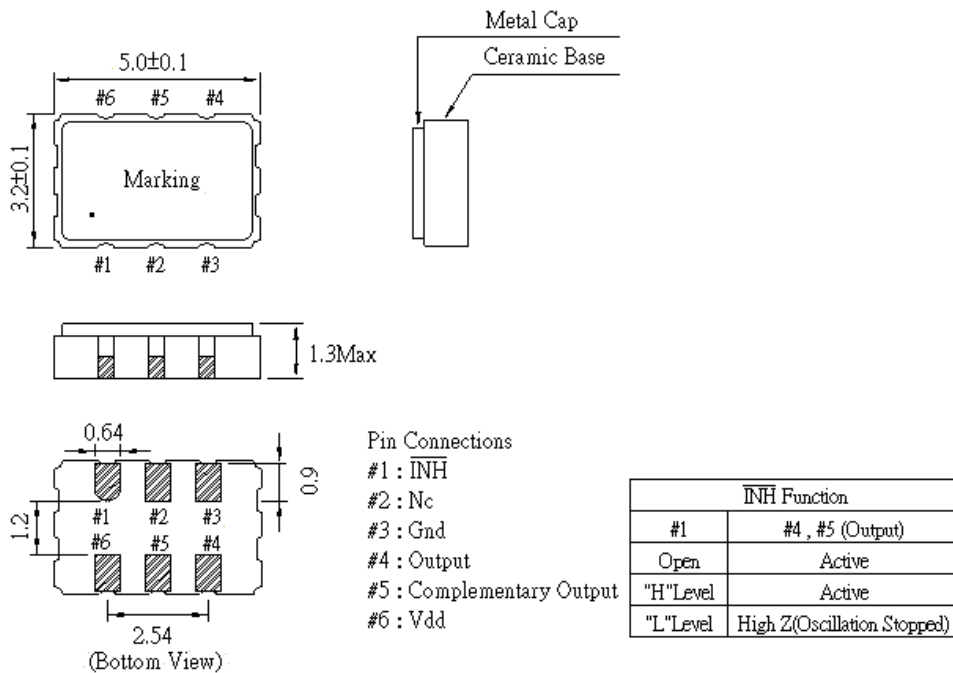 Metal Cap
Ceramic Base
5.0±0.1
#6 #5 #4
3.2±0.1
Marking
#1 #2 #3
1.3Max
0.64
0.9
1.2
#1 #2 #3
#6 #5 #4
2.54
(Bottom View)
Pin Connections
#1 : I̅N̅H̅
#2 : Nc
#3 : Gnd
#4 : Output
#5 : Complementary Output
#6 : Vdd
I̅N̅H̅ Function
#1 #4 , #5 (Output)
Open Active
"H"Level Active
"L"Level High Z(Oscillation Stopped)